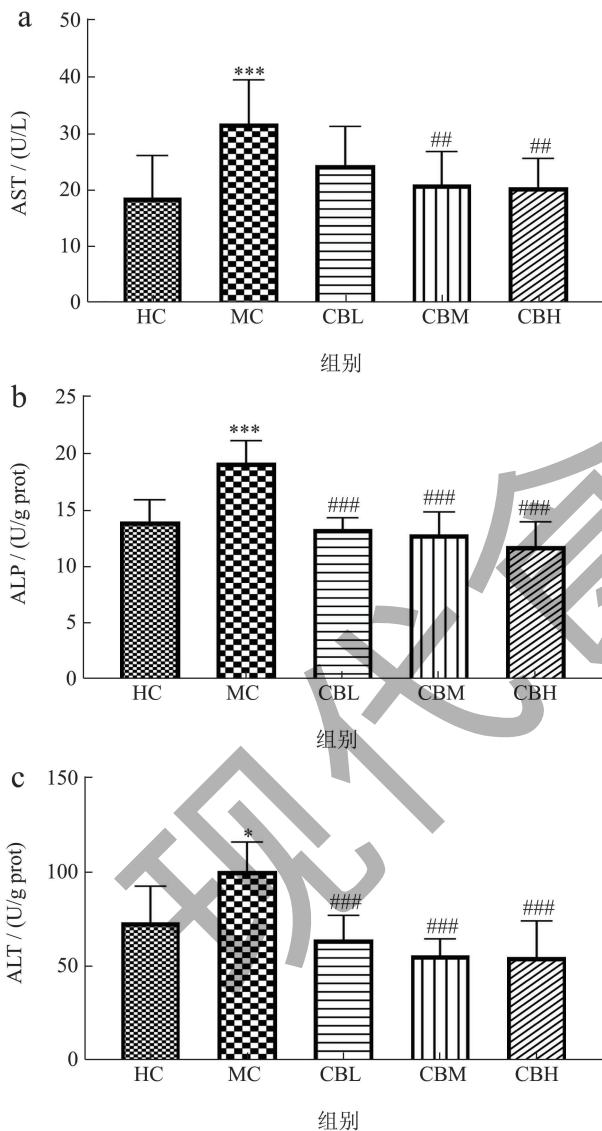 a
50
40
30
20
10
0
AST / (U/L)
***
##
##
HC MC CBL CBM CBH
组别
b
25
20
15
10
5
0
ALP / (U/g prot)
***
###
###
###
HC MC CBL CBM CBH
组别
c
150
100
50
0
ALT / (U/g prot)
*
###
###
###
HC MC CBL CBM CBH
组别
现代食